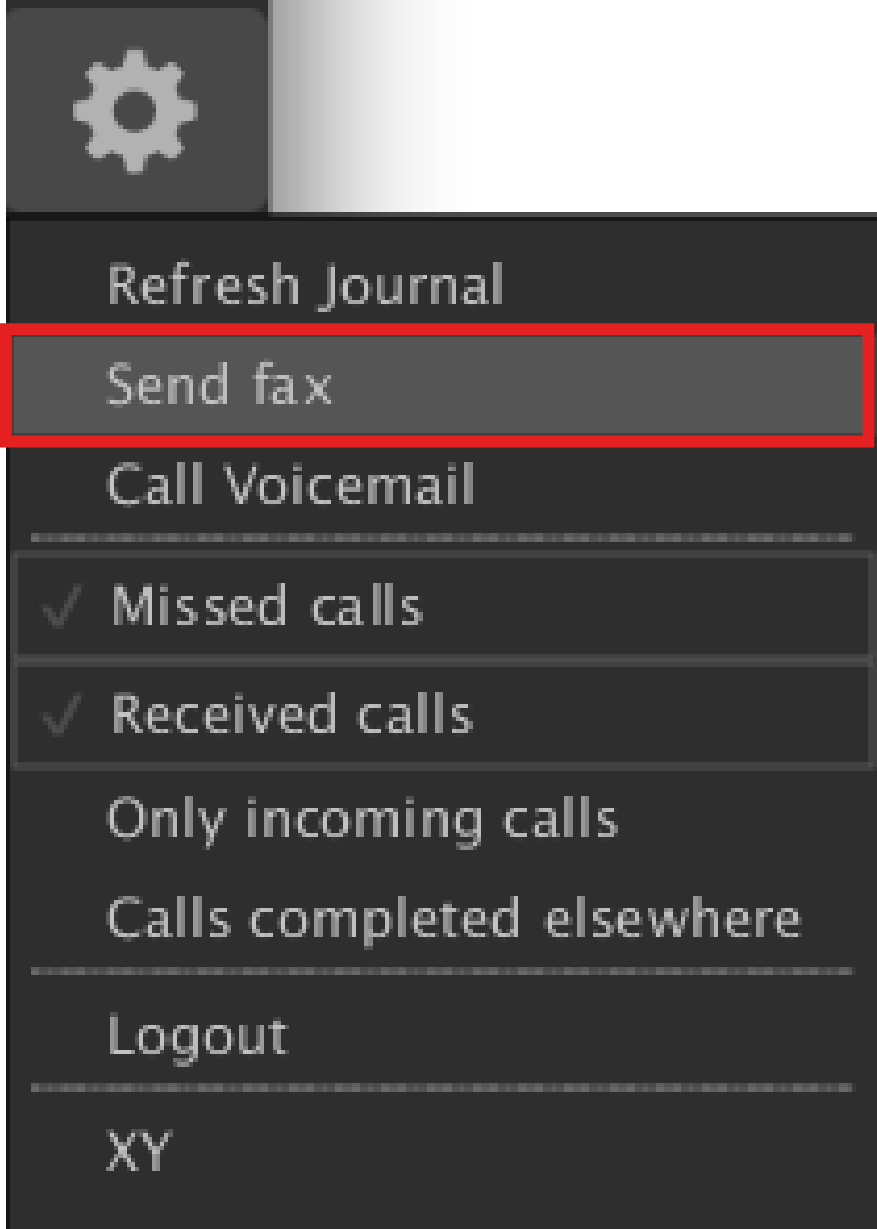 Refresh Journal
Send fax
Call Voicemail
Missed calls
Received calls
Only incoming calls
Calls completed elsewhere
Logout
XY